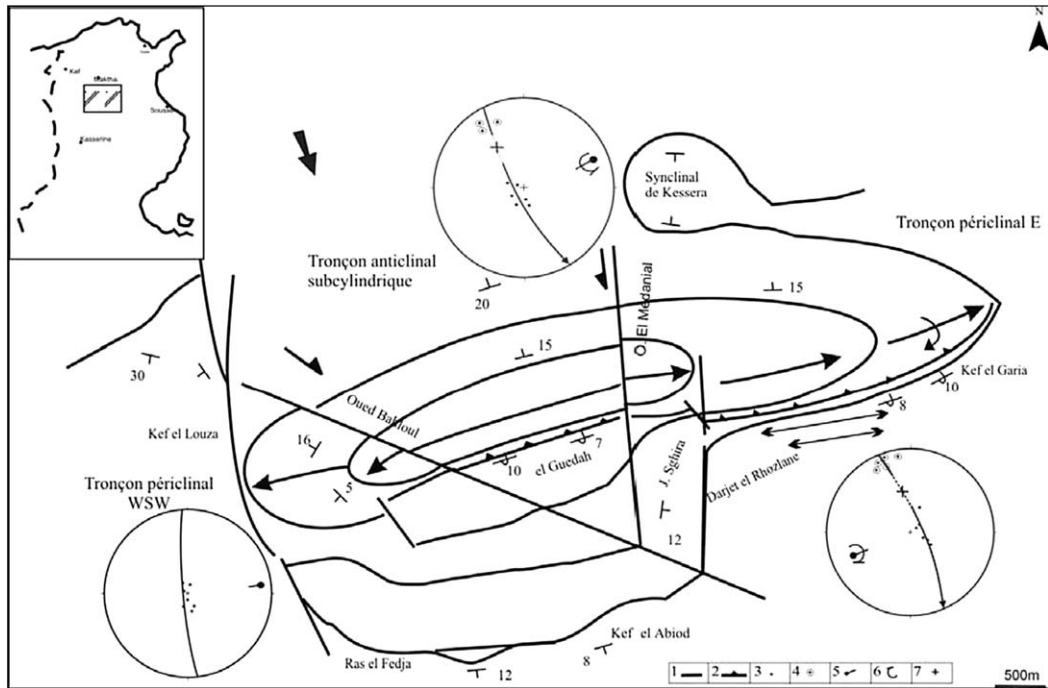 N
Kef
Maktha
Sousse
Kasserine
Synclinal
de Kessera
Tronçon périclinal E
Tronçon anticlinal
subcylindrique
20
15
O. El Medanial
15
30
Kef el Louza
Oued Bahloul
16
5
10
7
el Guedah
J. Sghira
12
Darjet el Rhozlane
8
10
Kef el Garia
Tronçon périclinal
WSW
Ras el Fedja
12
8
Kef el Abiod
1 2 3 4 5 6 7
500m